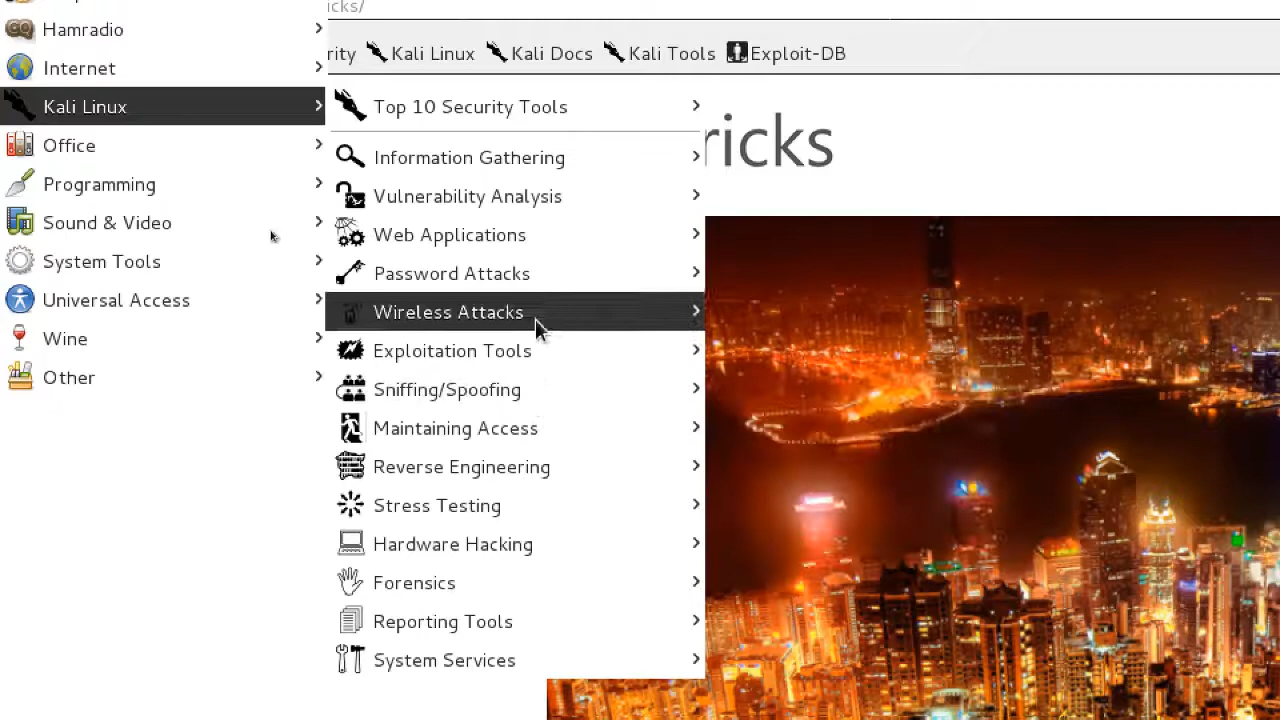 icks/
Hamradio
Internet
Kali Linux
Office
Programming
Sound & Video
System Tools
Universal Access
Wine
Other
rity Kali Linux Kali Docs Kali Tools Exploit-DB
Top 10 Security Tools
Information Gathering
Vulnerability Analysis
Web Applications
Password Attacks
Wireless Attacks
Exploitation Tools
Sniffing/Spoofing
Maintaining Access
Reverse Engineering
Stress Testing
Hardware Hacking
Forensics
Reporting Tools
System Services
ricks